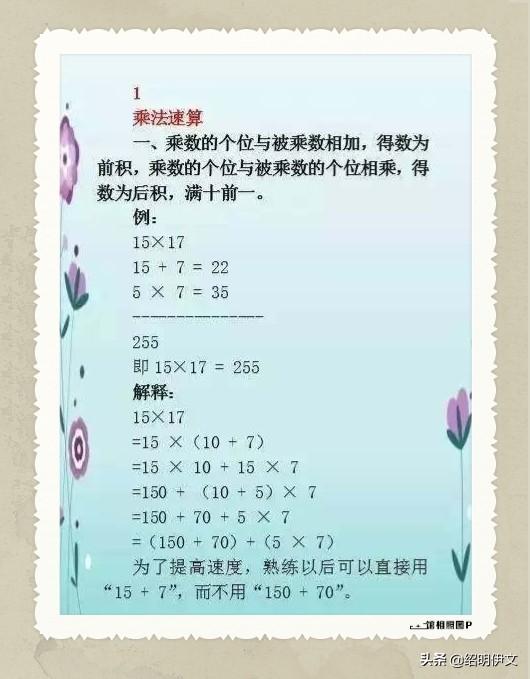 1
乘法速算
一、乘数的个位与被乘数相加，得数为
前积，乘数的个位与被乘数的个位相乘，得
数为后积，满十前一。
例：
15×17
15 + 7 = 22
5 × 7 = 35
---------------
255
即 15×17 = 255
解释：
15×17
=15 ×（10 + 7）
=15 × 10 + 15 × 7
=150 + （10 + 5）× 7
=150 + 70 + 5 × 7
=（150 + 70）+（5 × 7）
为了提高速度，熟练以后可以直接用
“15 + 7”，而不用“150 + 70”。
头条 @绍明伊文